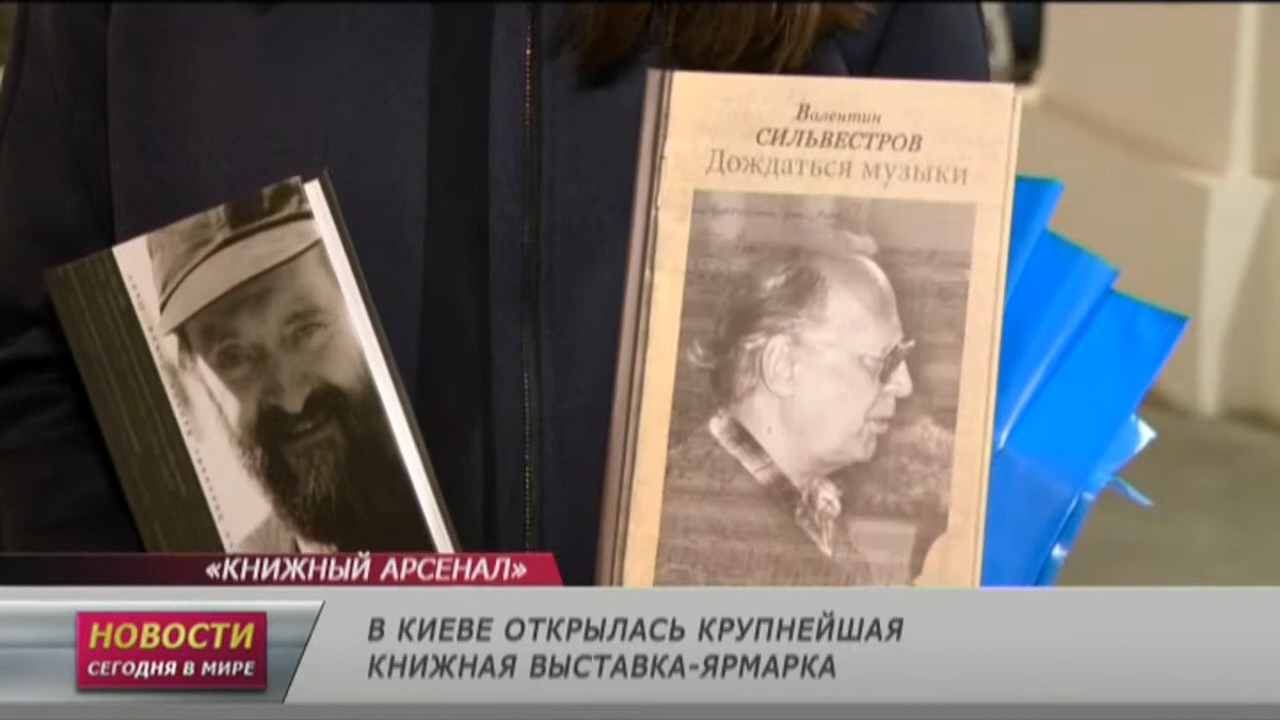 Валентин
СИЛЬВЕСТРОВ
Дождаться музыки
«КНИЖНЫЙ АРСЕНАЛ»
НОВОСТИ
СЕГОДНЯ В МИРЕ
В КИЕВЕ ОТКРЫЛАСЬ КРУПНЕЙШАЯ
КНИЖНАЯ ВЫСТАВКА-ЯРМАРКА